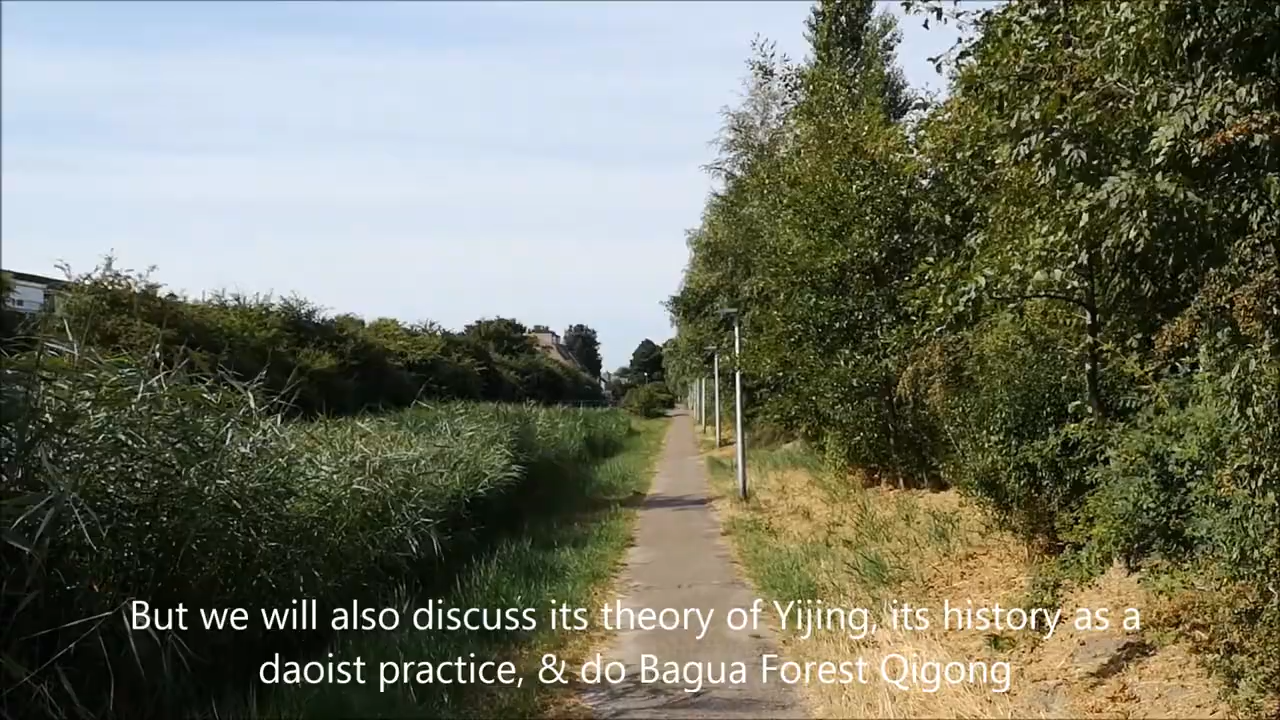 But we will also discuss its theory of Yijing, its history as a
daoist practice, & do Bagua Forest Qigong